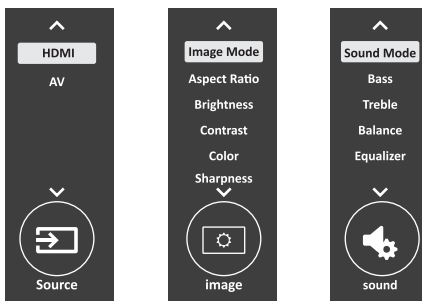 HDMI
AV
Source
Image Mode
Aspect Ratio
Brightness
Contrast
Color
Sharpness
image
Sound Mode
Bass
Treble
Balance
Equalizer
sound